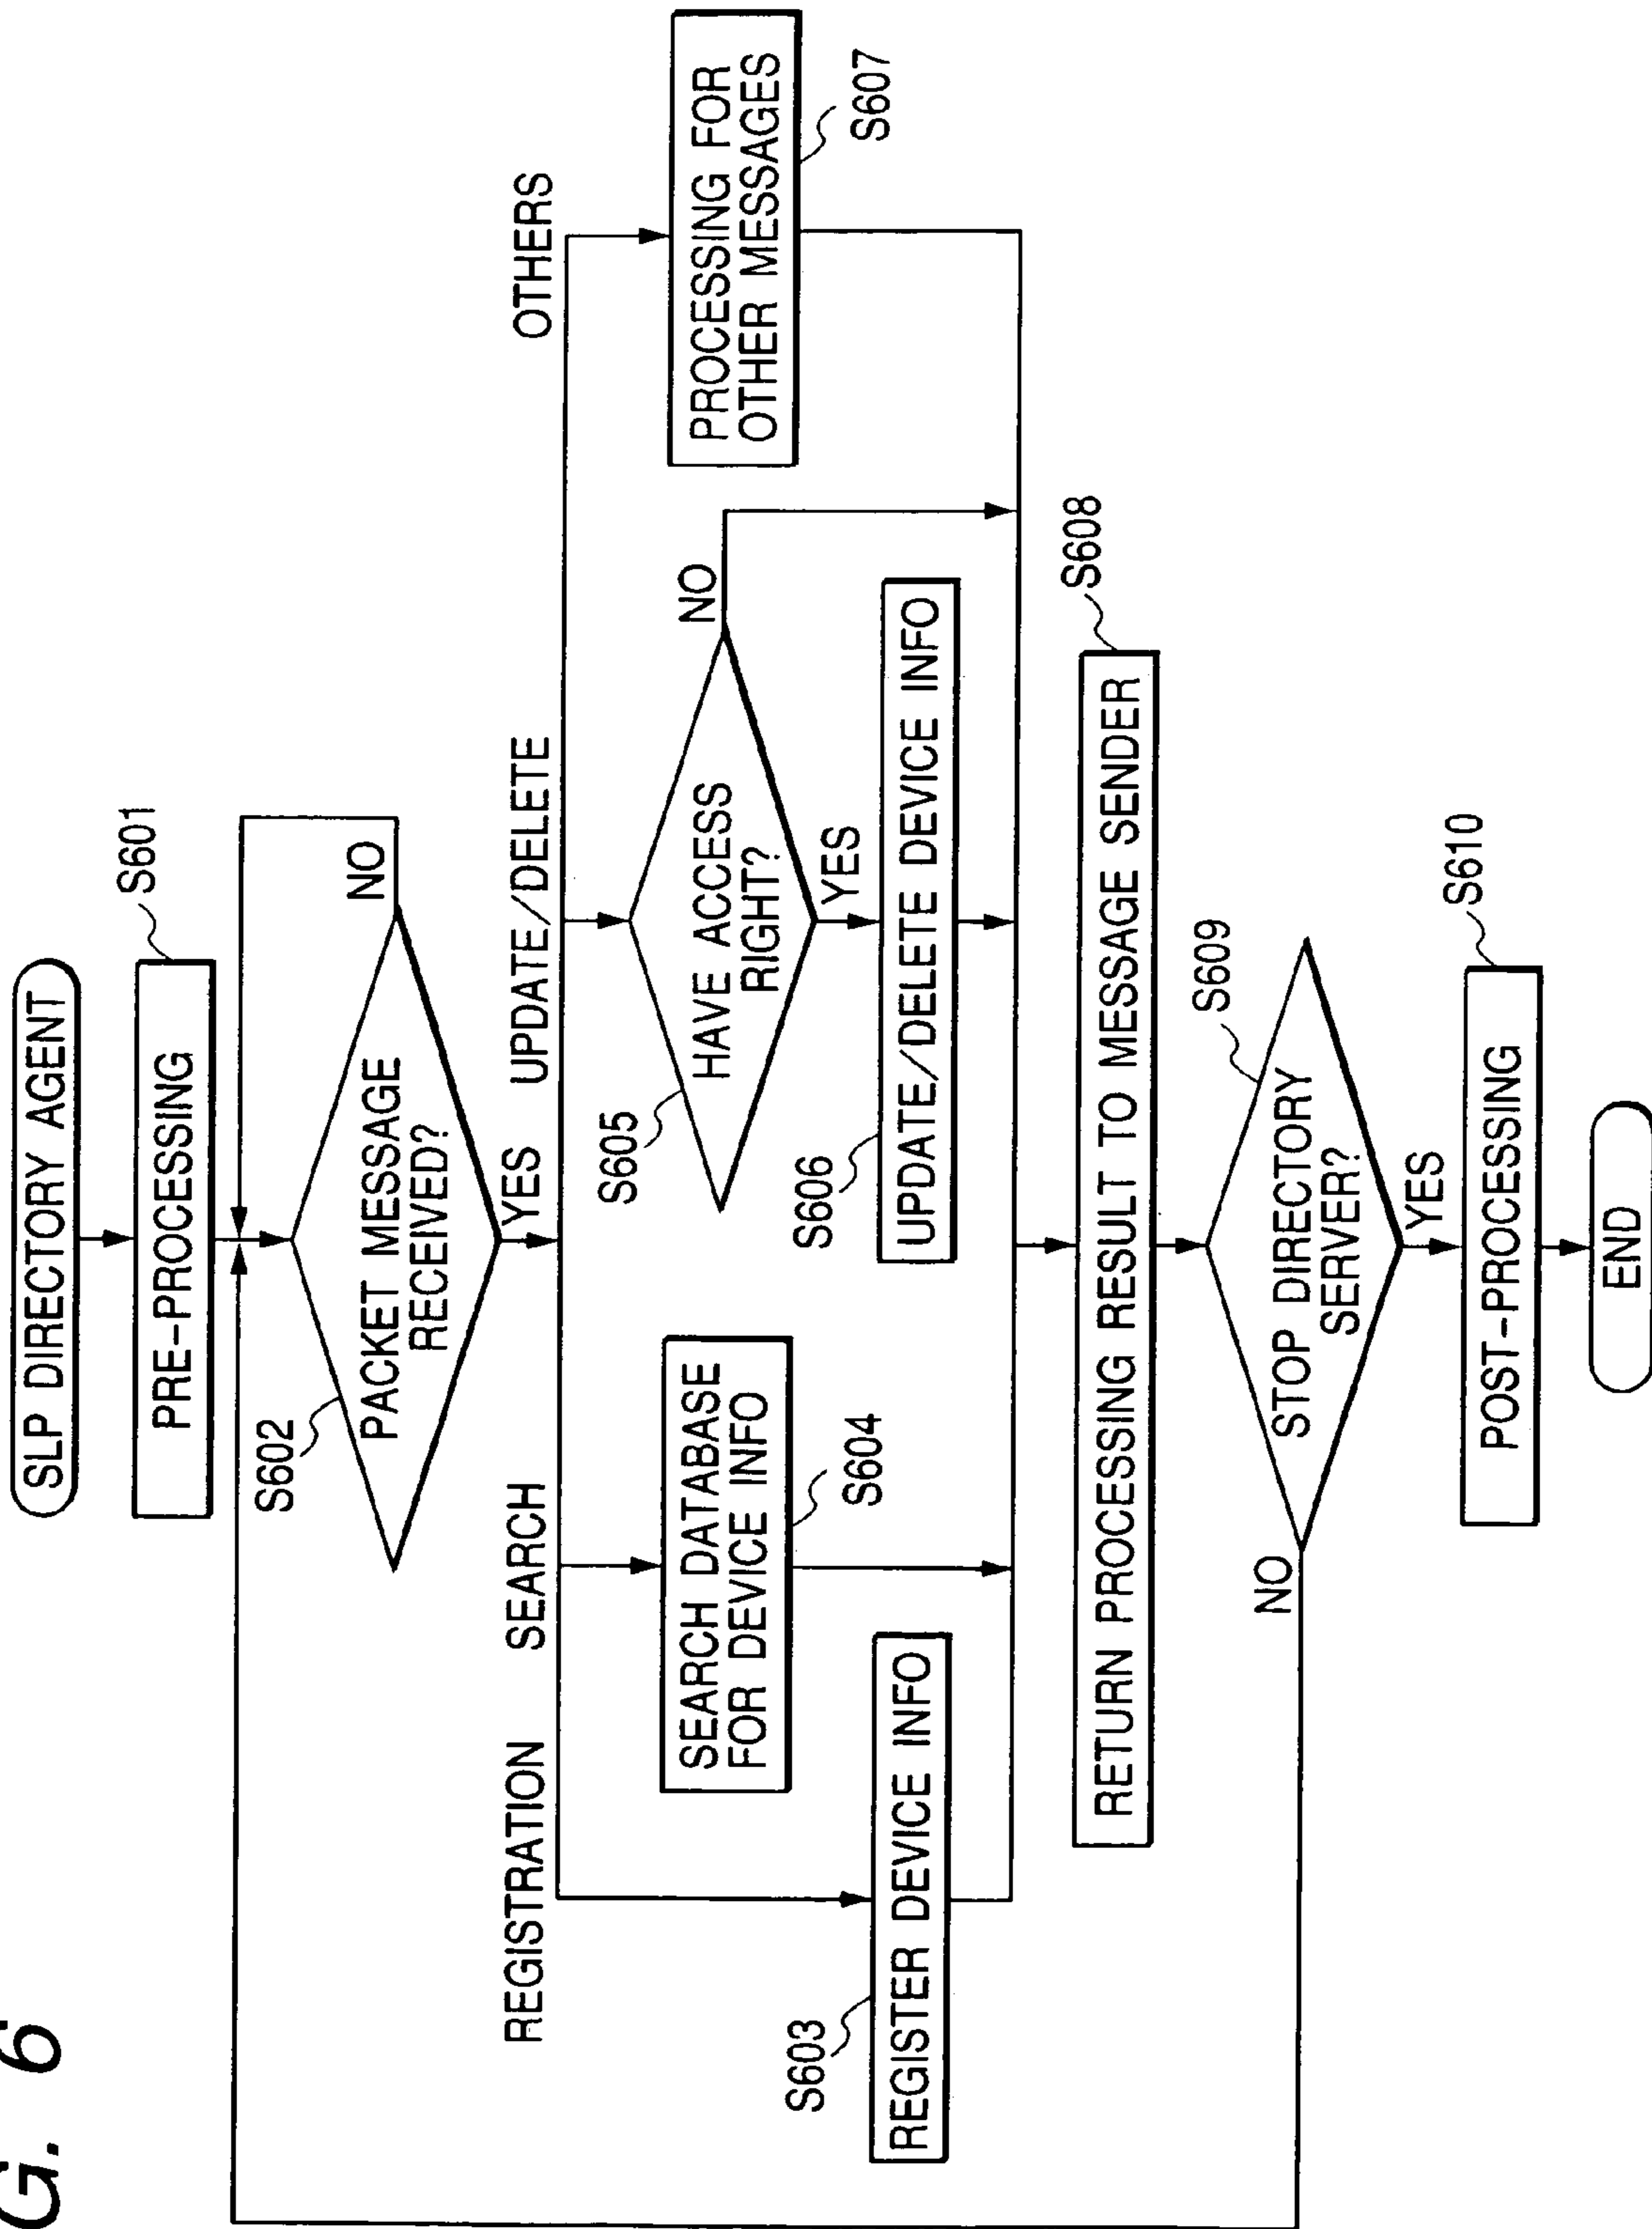 G. 6
SLP DIRECTORY AGENT
PRE-PROCESSING
S601
S602
PACKET MESSAGE
RECEIVED?
NO
YES
REGISTRATION
SEARCH
UPDATE/DELETE
OTHERS
S603
REGISTER DEVICE INFO
SEARCH DATABASE
FOR DEVICE INFO
S604
S605
HAVE ACCESS
RIGHT?
NO
YES
S606
UPDATE/DELETE DEVICE INFO
PROCESSING FOR
OTHER MESSAGES
S607
RETURN PROCESSING RESULT TO MESSAGE SENDER
S608
STOP DIRECTORY
SERVER?
S609
NO
YES
POST-PROCESSING
S610
END